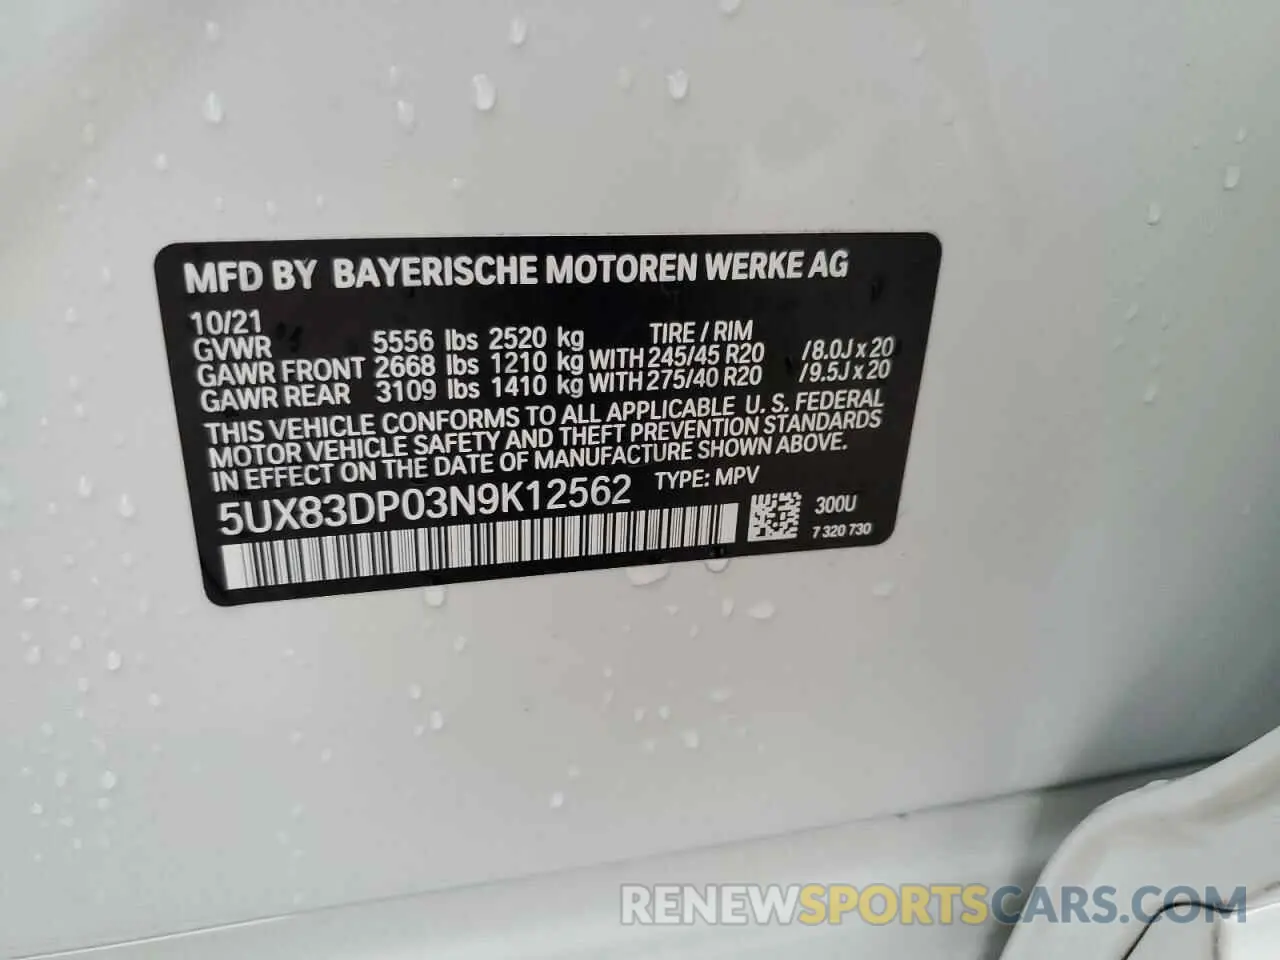 MFD BY BAYERISCHE MOTOREN WERKE AG
10/21
GVWR 5556 lbs 2520 kg TIRE / RIM
GAWR FRONT 2668 lbs 1210 kg WITH 245/45 R20 /8.0J x 20
GAWR REAR 3109 lbs 1410 kg WITH 275/40 R20 /9.5J x 20
THIS VEHICLE CONFORMS TO ALL APPLICABLE U. S. FEDERAL
MOTOR VEHICLE SAFETY AND THEFT PREVENTION STANDARDS
IN EFFECT ON THE DATE OF MANUFACTURE SHOWN ABOVE.
5UX83DP03N9K12562 TYPE: MPV
300U
7 320 730
RENEWSPORTSCARS.COM